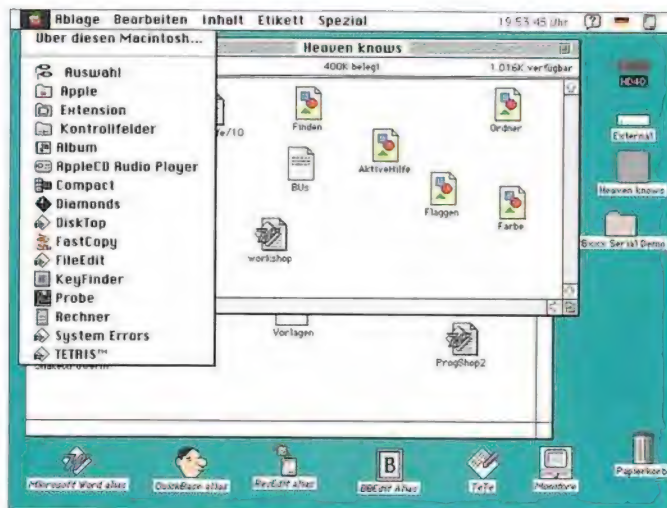 Ablage Bearbeiten Inhalt Etikett Spezial 19:53:45 Uhr
Über diesen Macintosh...
Auswahl
Apple
Extension
Kontrollfelder
Album
AppleCD Audio Player
Compact
Diamonds
DiskTop
FastCopy
FileEdit
KeyFinder
Probe
Rechner
System Errors
TETRIS™
Heaven knows
400K belegt 1.016K verfügbar
Finden
Ordner
AktiveHilfe
BUs
Flaggen
Farbe
workshop
Vorlagen
ProgShop2
HD40
External
Heaven knows
Serial Demo
Papierkorb
Microsoft Word alias
QuickBase alias
ResEdit alias
B
BBEdit Alias
TeTe
Monitore